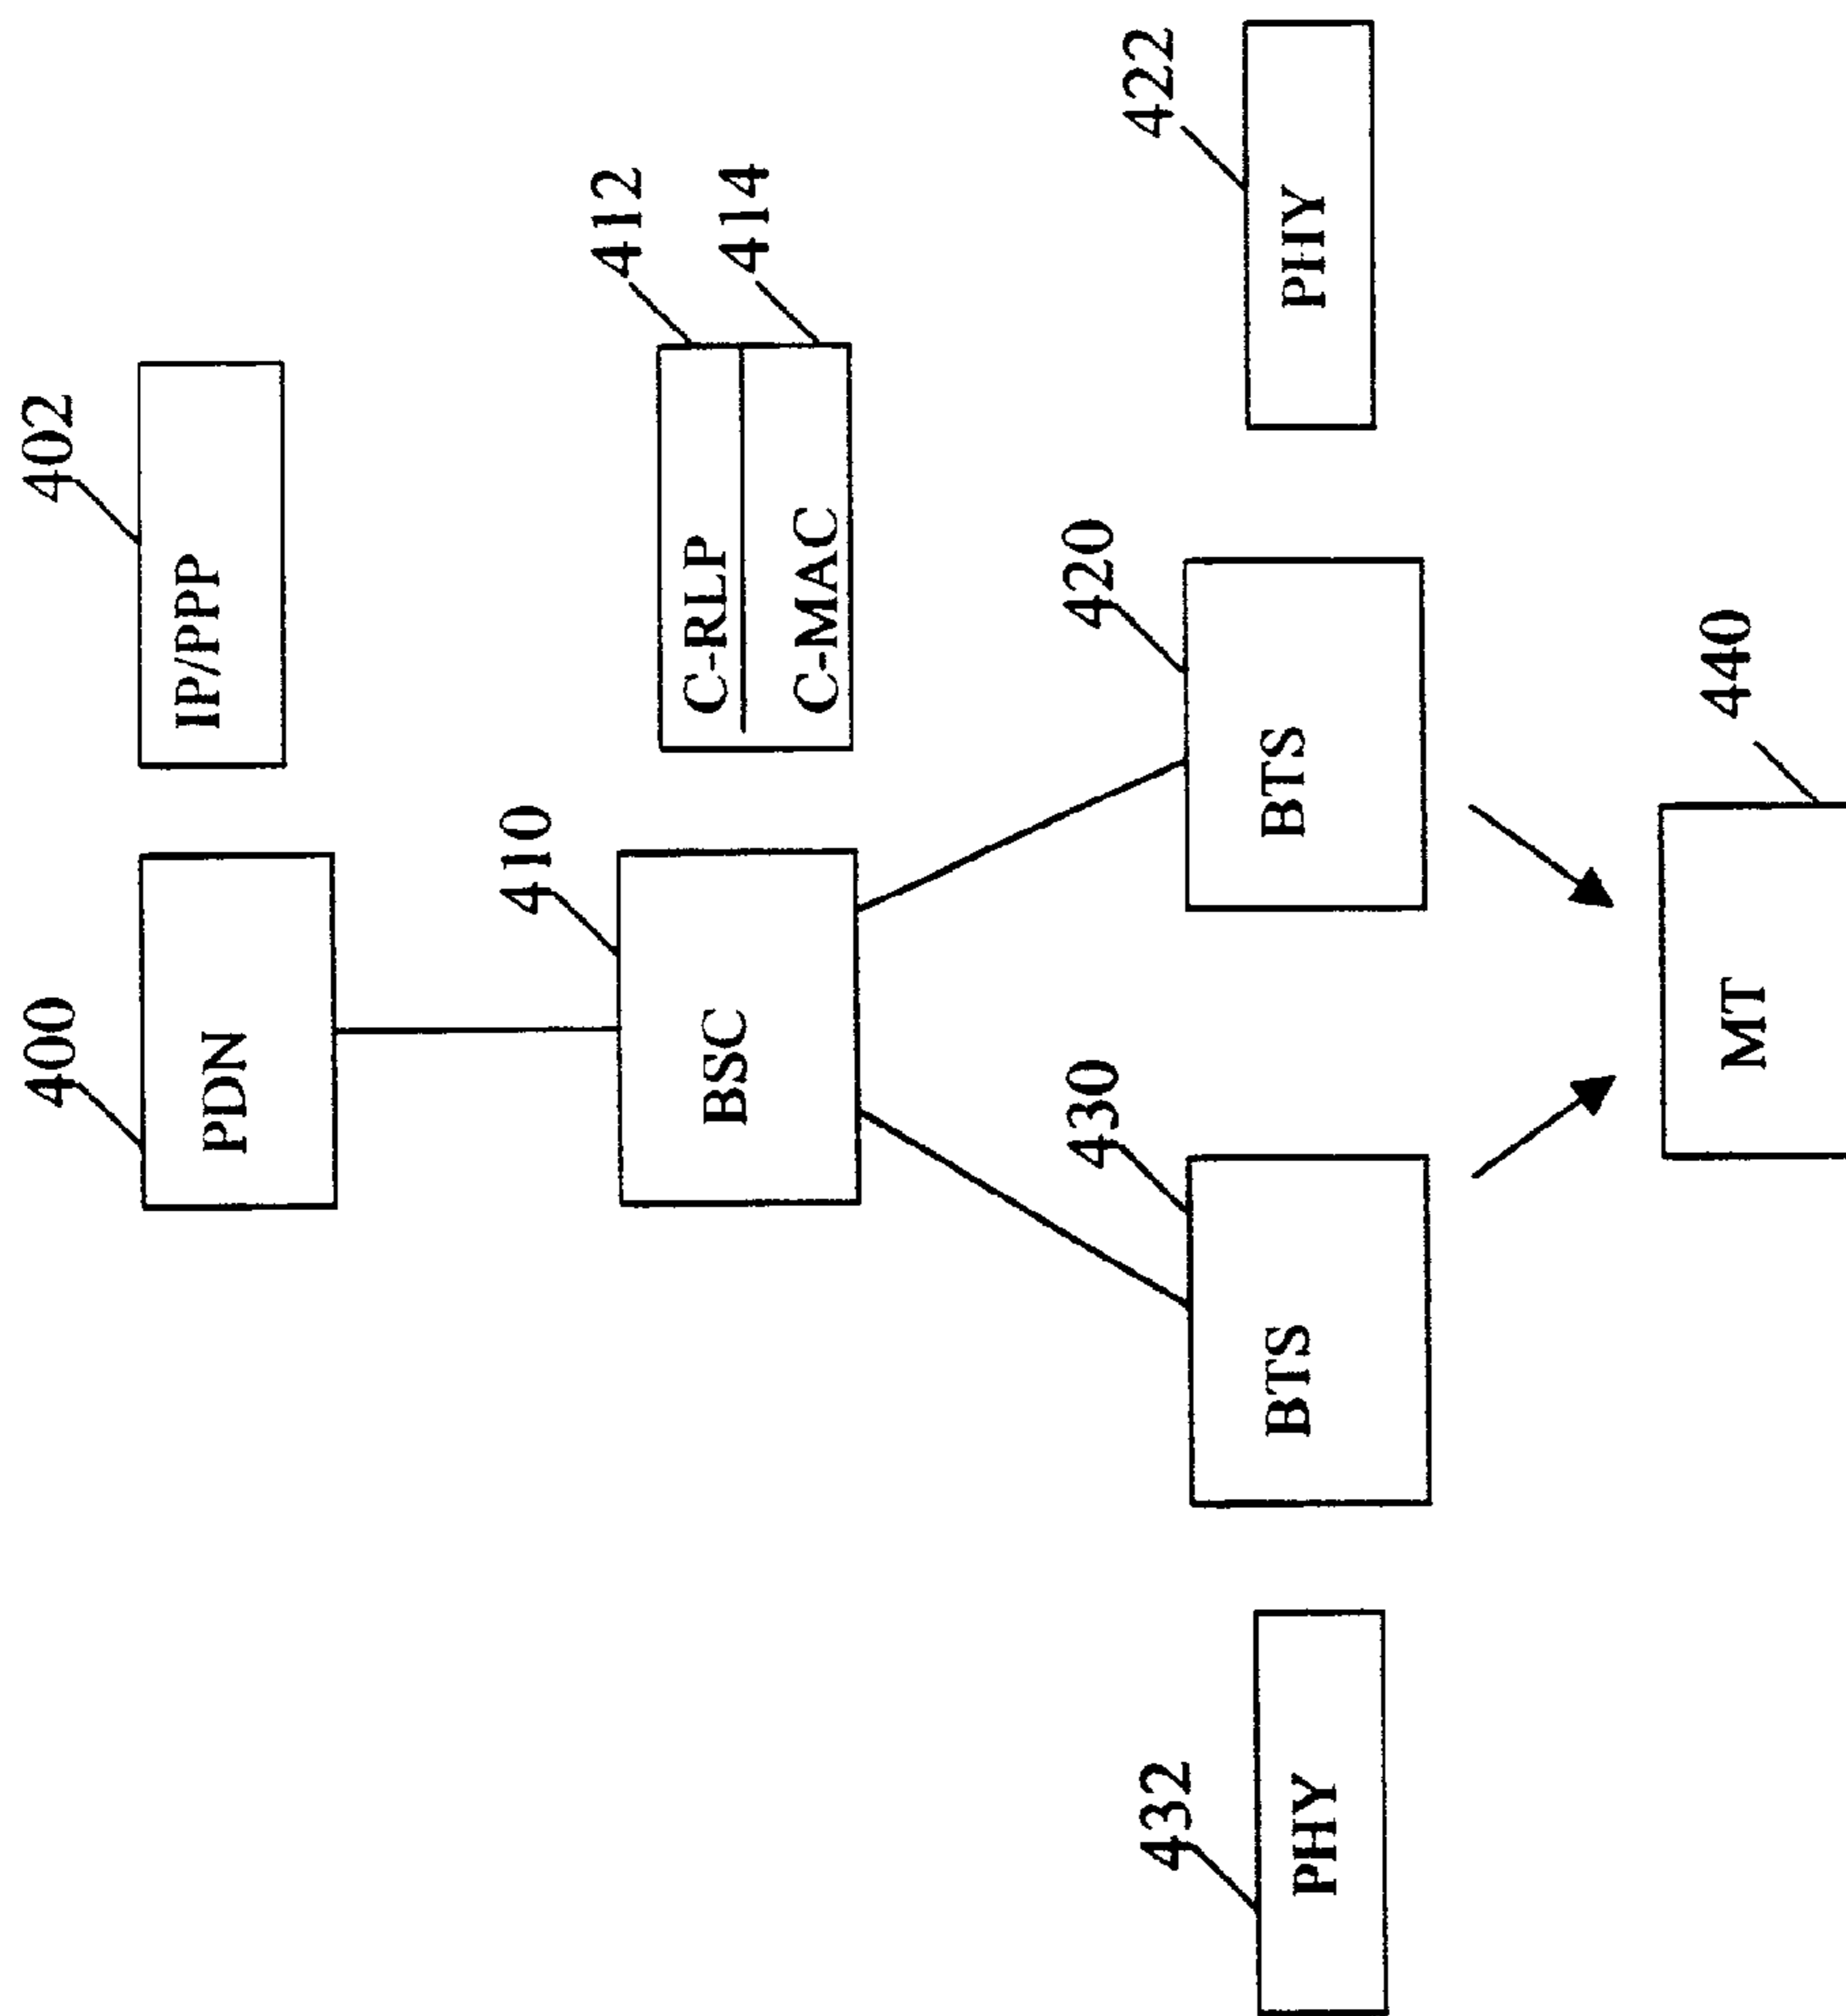 400
402
PDN
IP/PPP
410
412
414
BSC
C-RLP
C-MAC
432
430
420
422
PHY
BTS
BTS
PHY
440
MT